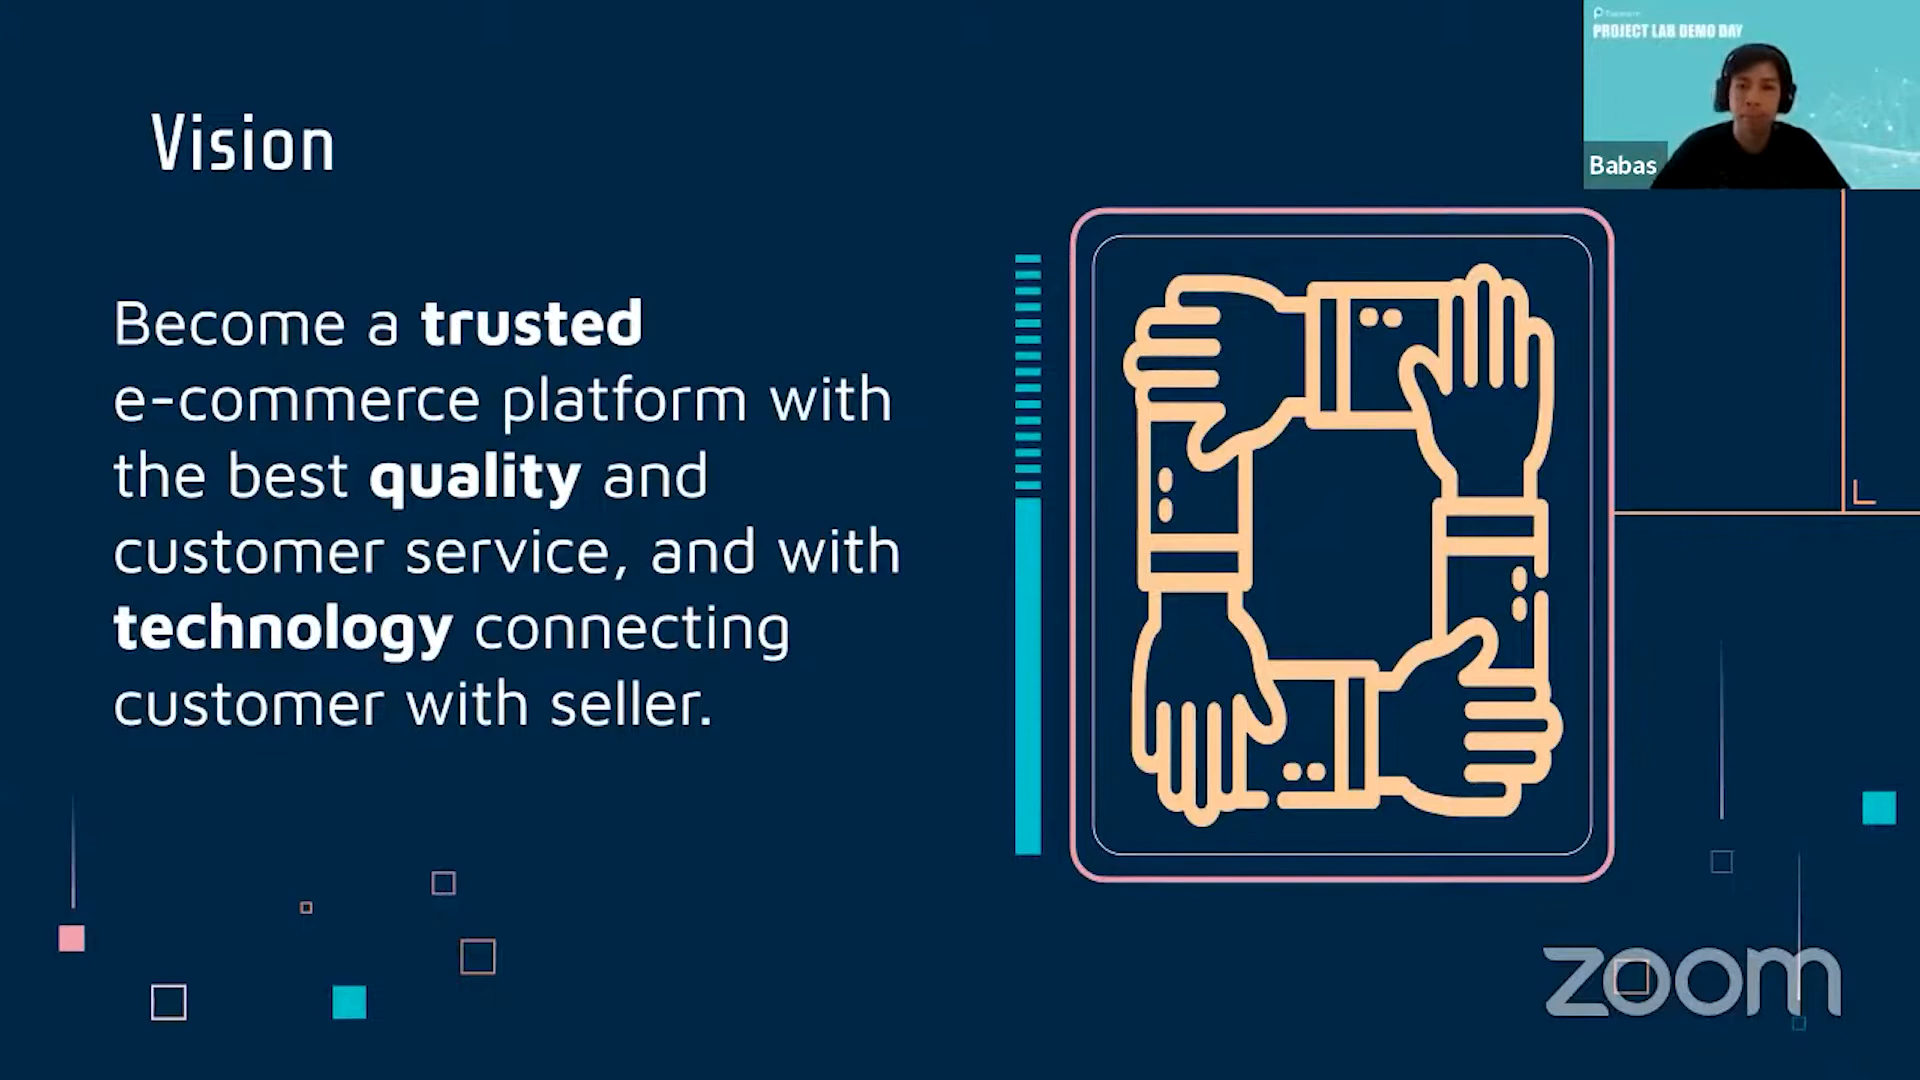 PROJECT LAB DEMO DAY
Babas
Vision
Become a trusted
e-commerce platform with
the best quality and
customer service, and with
technology connecting
customer with seller.
zoom